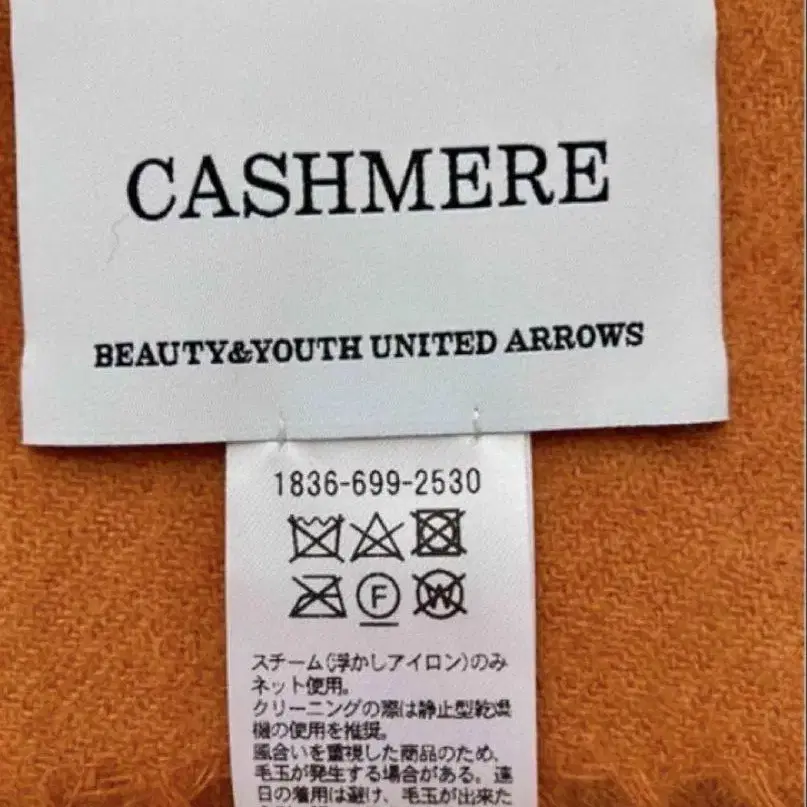 CASHMERE
BEAUTY&YOUTH UNITED ARROWS
1836-699-2530
F
W
スチーム(浮かしアイロン)のみ
ネット使用。
クリーニングの際は静止型乾燥
機の使用を推奨。
風合いを重視した商品のため、
毛玉が発生する場合がある。連
日の着用は避け、毛玉が出来た